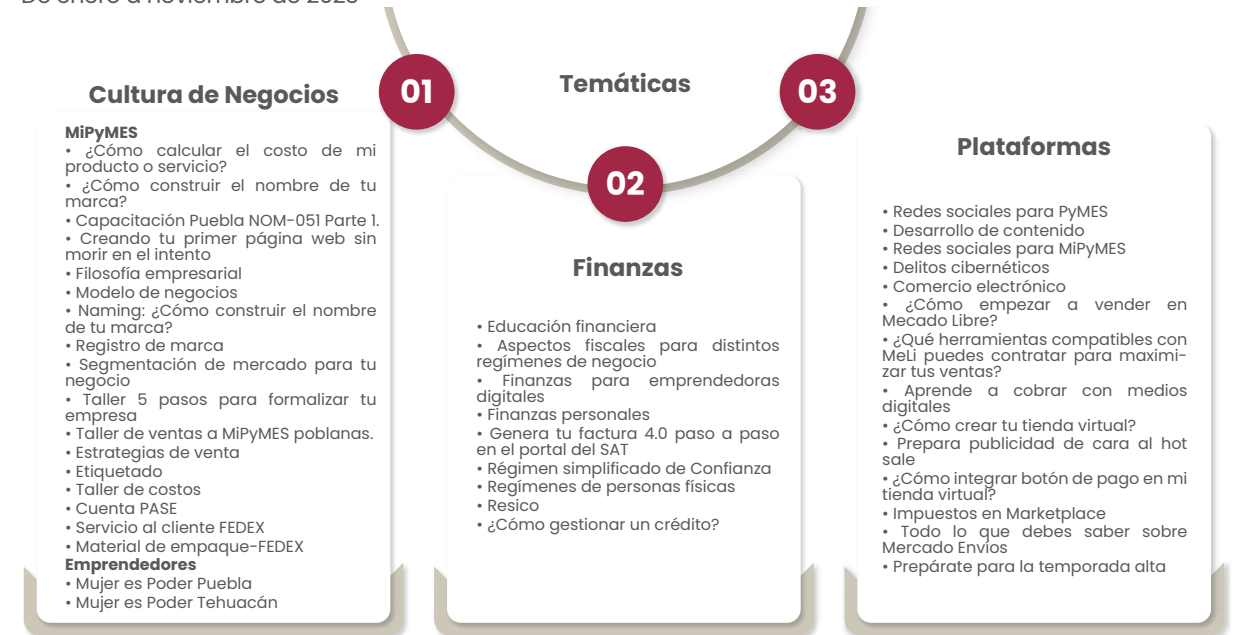 Temáticas
01
Cultura de Negocios
MiPyMES
• ¿Cómo calcular el costo de mi
producto o servicio?
• ¿Cómo construir el nombre de tu
marca?
• Capacitación Puebla NOM-051 Parte 1.
• Creando tu primer página web sin
morir en el intento
• Filosofía empresarial
• Modelo de negocios
• Naming: ¿Cómo construir el nombre
de tu marca?
• Registro de marca
• Segmentación de mercado para tu
negocio
• Taller 5 pasos para formalizar tu
empresa
• Taller de ventas a MiPyMES poblanas.
• Estrategias de venta
• Etiquetado
• Taller de costos
• Cuenta PASE
• Servicio al cliente FEDEX
• Material de empaque-FEDEX
Emprendedores
• Mujer es Poder Puebla
• Mujer es Poder Tehuacán
02
Finanzas
• Educación financiera
• Aspectos fiscales para distintos
regímenes de negocio
• Finanzas para emprendedoras
digitales
• Finanzas personales
• Genera tu factura 4.0 paso a paso
en el portal del SAT
• Régimen simplificado de Confianza
• Regímenes de personas físicas
• Resico
• ¿Cómo gestionar un crédito?
03
Plataformas
• Redes sociales para PyMES
• Desarrollo de contenido
• Redes sociales para MiPyMES
• Delitos cibernéticos
• Comercio electrónico
• ¿Cómo empezar a vender en
Mecado Libre?
• ¿Qué herramientas compatibles con
MeLi puedes contratar para maximi-
zar tus ventas?
• Aprende a cobrar con medios
digitales
• ¿Cómo crear tu tienda virtual?
• Prepara publicidad de cara al hot
sale
• ¿Cómo integrar botón de pago en mi
tienda virtual?
• Impuestos en Marketplace
• Todo lo que debes saber sobre
Mercado Envíos
• Prepárate para la temporada alta